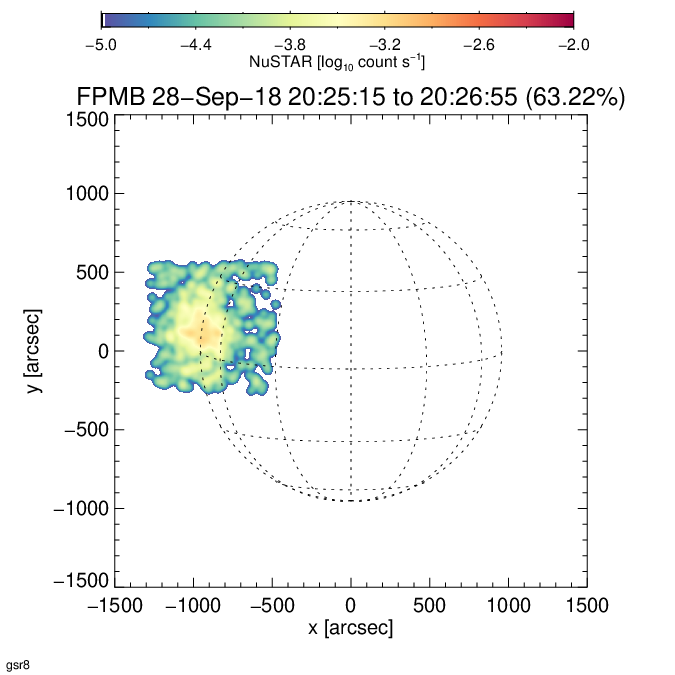 −5.0 −4.4 −3.8 −3.2 −2.6 −2.0
NuSTAR [log10 count s−1]
FPMB 28−Sep−18 20:25:15 to 20:26:55 (63.22%)
1500
1000
500
0
−500
−1000
−1500
y [arcsec]
−1500 −1000 −500 0 500 1000 1500
x [arcsec]
gsr8